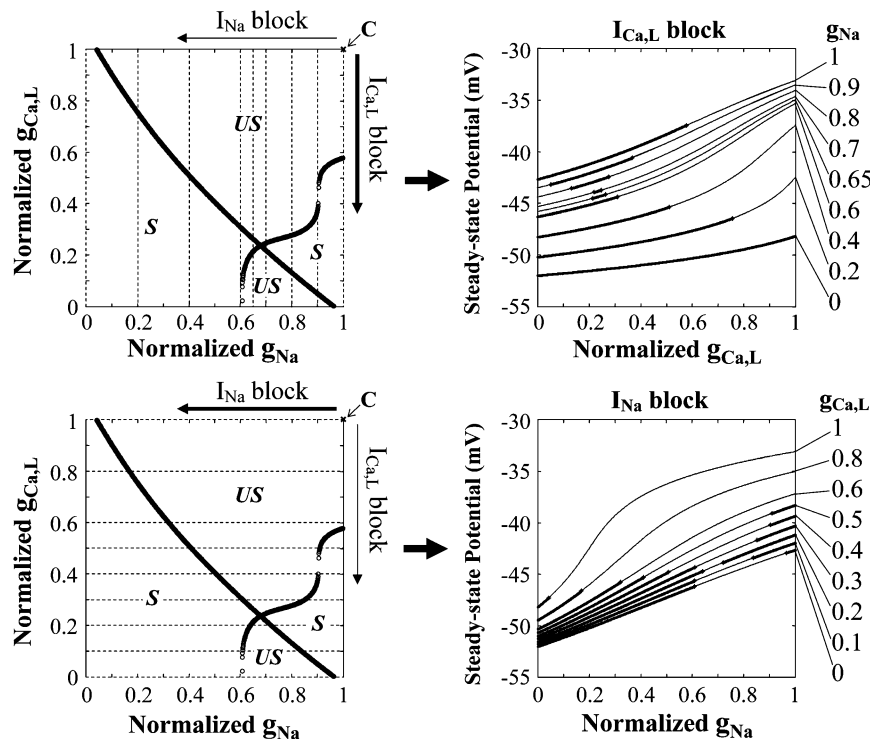 I_Na block
C
I_Ca,L block
Normalized g_Ca,L
1
0.8
0.6
0.4
0.2
0
US
S
S
US
0 0.2 0.4 0.6 0.8 1
Normalized g_Na
I_Ca,L block
g_Na
Steady-state Potential (mV)
-30
-35
-40
-45
-50
-55
1
0.9
0.8
0.7
0.65
0.6
0.4
0.2
0
0 0.2 0.4 0.6 0.8 1
Normalized g_Ca,L
I_Na block
C
I_Ca,L block
Normalized g_Ca,L
1
0.8
0.6
0.4
0.2
0
US
S
S
US
0 0.2 0.4 0.6 0.8 1
Normalized g_Na
I_Na block
g_Ca,L
Steady-state Potential (mV)
-30
-35
-40
-45
-50
-55
1
0.8
0.6
0.5
0.4
0.3
0.2
0.1
0
0 0.2 0.4 0.6 0.8 1
Normalized g_Na